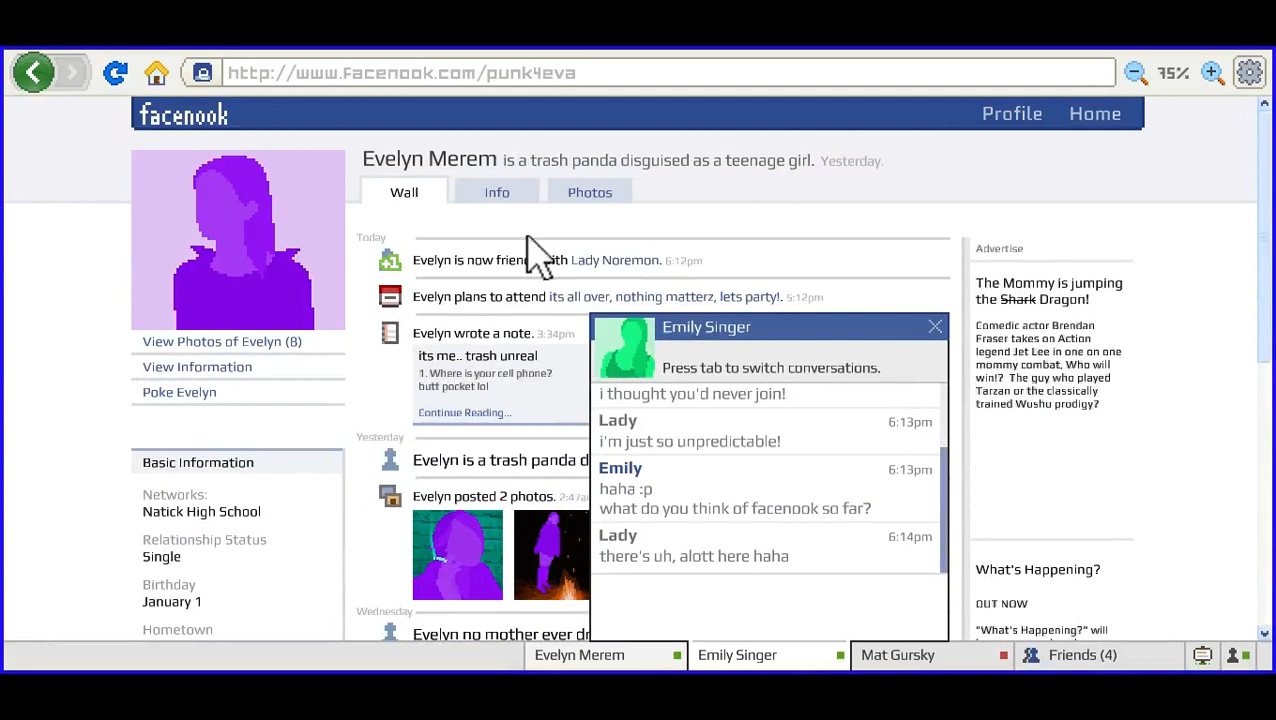 http://www.facenook.com/punk4eva
75%
facenook
Profile
Home
Evelyn Merem is a trash panda disguised as a teenage girl. Yesterday.
Wall
Info
Photos
View Photos of Evelyn (8)
View Information
Poke Evelyn
Basic Information
Networks:
Natick High School
Relationship Status
Single
Birthday
January 1
Hometown
Today
+1
Evelyn is now with Lady Noremon. 6:12pm
Evelyn plans to attend its all over, nothing matterz, lets party!. 5:12pm
Evelyn wrote a note. 3:34pm
its me.. trash unreal
1. Where is your cell phone?
butt pocket lol
Continue Reading...
Yesterday
Evelyn is a trash panda
Evelyn posted 2 photos.
Wednesday
Evelyn no mother ever
Emily Singer
Press tab to switch conversations.
i thought you'd never join!
Lady
6:13pm
i'm just so unpredictable!
Emily
6:13pm
haha :p
what do you think of facenook so far?
Lady
6:14pm
there's uh, alott here haha
Advertise
The Mommy is jumping
the Shark Dragon!
Comedic actor Brendan
Fraser takes on Action
legend Jet Lee in one on one
mommy combat, Who will
win!? The guy who played
Tarzan or the classically
trained Wushu prodigy?
What's Happening?
OUT NOW
"What's Happening?" will
Evelyn Merem
Emily Singer
Mat Gursky
Friends (4)